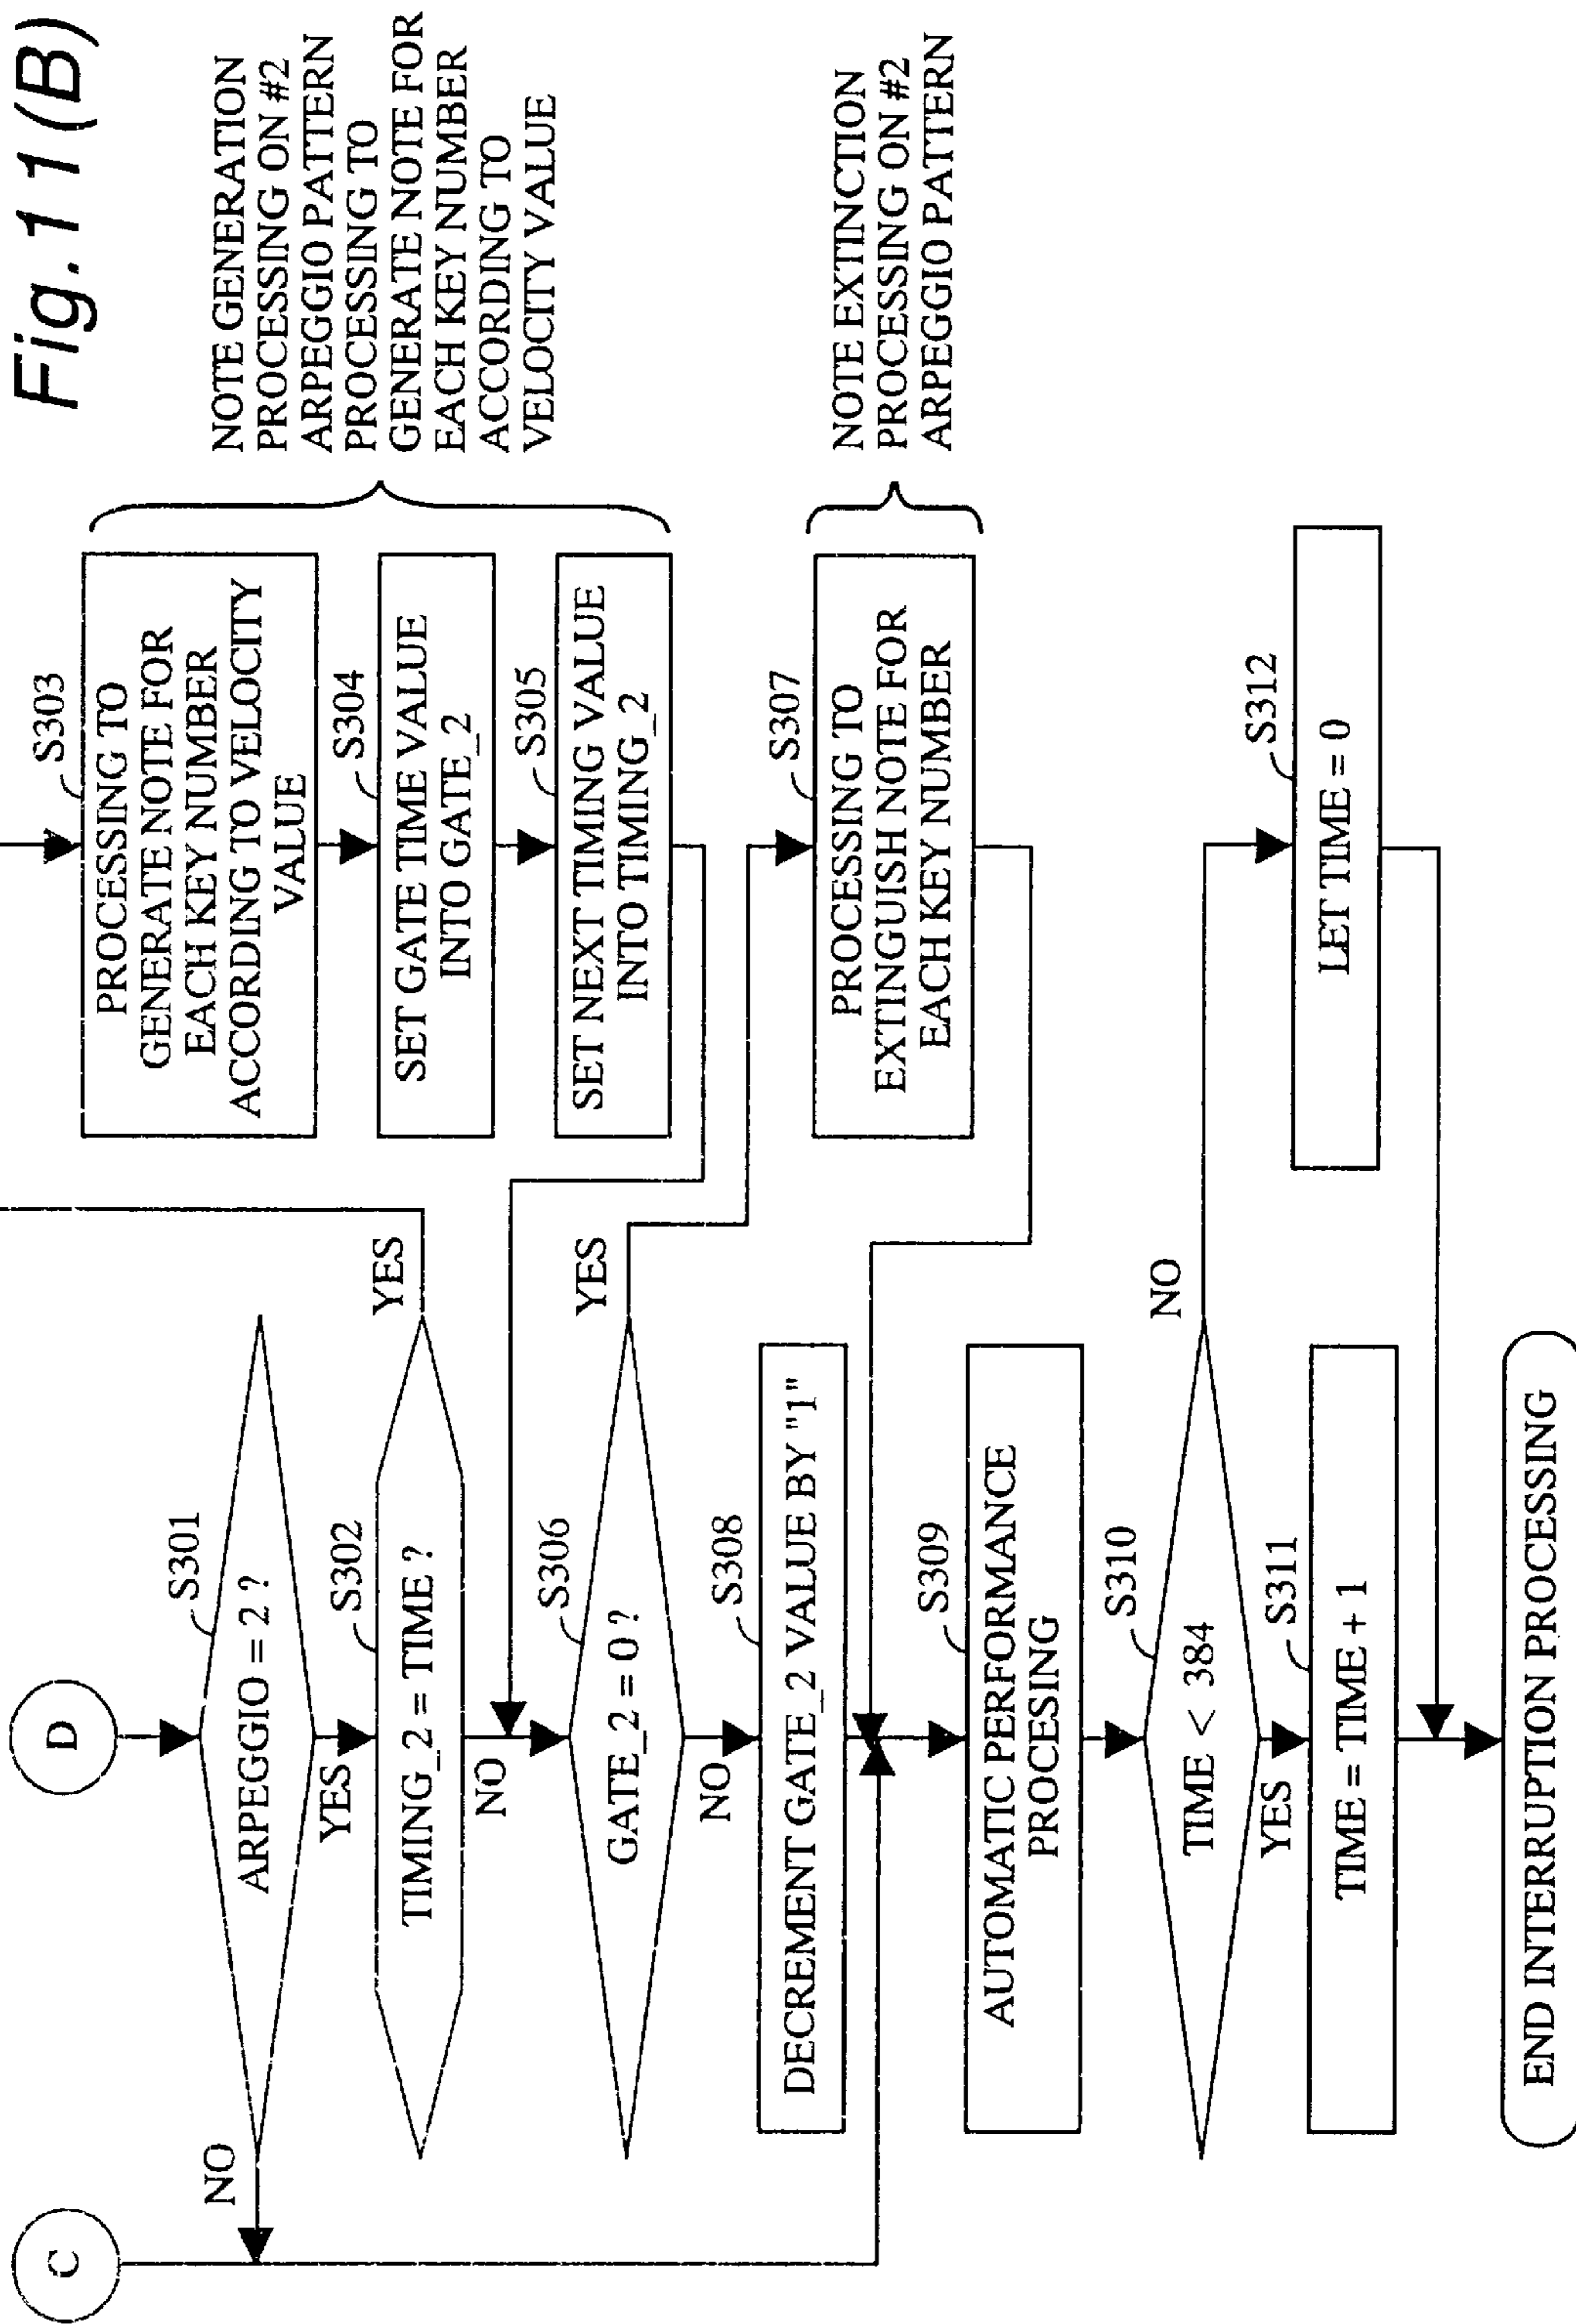 Fig.11(B)
D
C
S301
ARPEGGIO = 2 ?
NO
YES
S302
TIMING_2 = TIME ?
YES
NO
S303
PROCESSING TO
GENERATE NOTE FOR
EACH KEY NUMBER
ACCORDING TO VELOCITY
VALUE
S304
SET GATE TIME VALUE
INTO GATE_2
S305
SET NEXT TIMING VALUE
INTO TIMING_2
NOTE GENERATION
PROCESSING ON #2
ARPEGGIO PATTERN
PROCESSING TO
GENERATE NOTE FOR
EACH KEY NUMBER
ACCORDING TO
VELOCITY VALUE
S306
GATE_2 = 0 ?
YES
NO
S307
PROCESSING TO
EXTINGUISH NOTE FOR
EACH KEY NUMBER
NOTE EXTINCTION
PROCESSING ON #2
ARPEGGIO PATTERN
S308
DECREMENT GATE_2 VALUE BY "1"
S309
AUTOMATIC PERFORMANCE
PROCESING
S310
TIME < 384
NO
YES
S311
TIME = TIME + 1
S312
LET TIME = 0
END INTERRUPTION PROCESSING